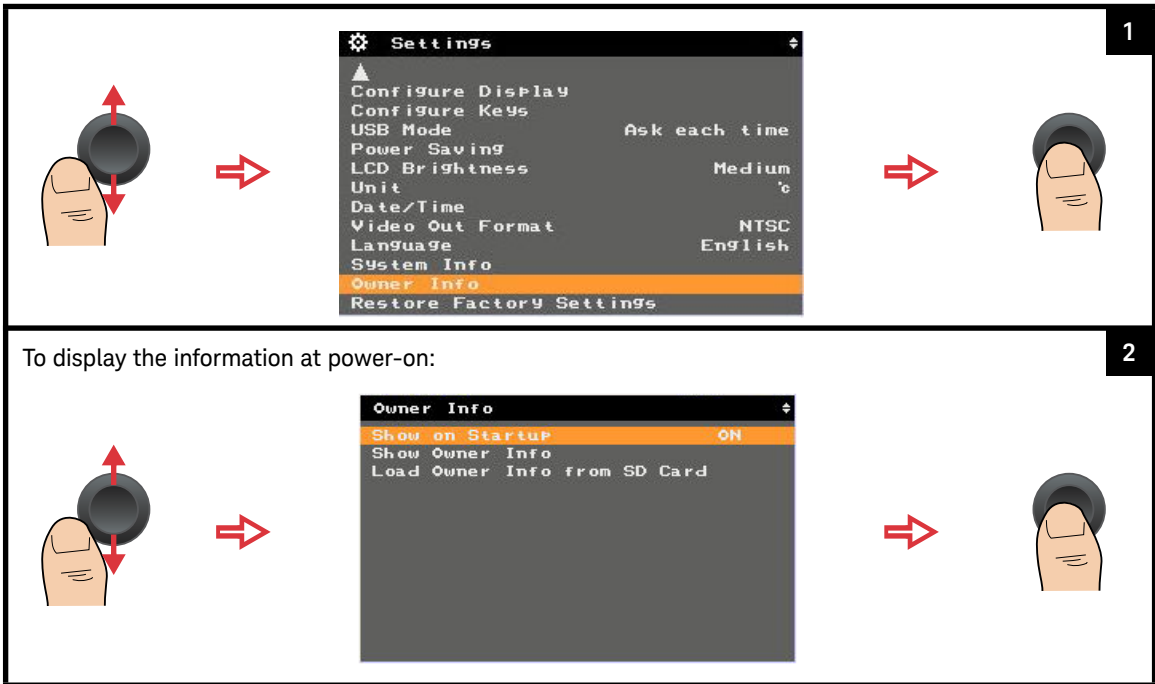 1
Settings
Configure Display
Configure Keys
USB Mode Ask each time
Power Saving
LCD Brightness Medium
Unit °c
Date/Time
Video Out Format NTSC
Language English
System Info
Owner Info
Restore Factory Settings
2
To display the information at power-on:
Owner Info
Show on Startup ON
Show Owner Info
Load Owner Info from SD Card